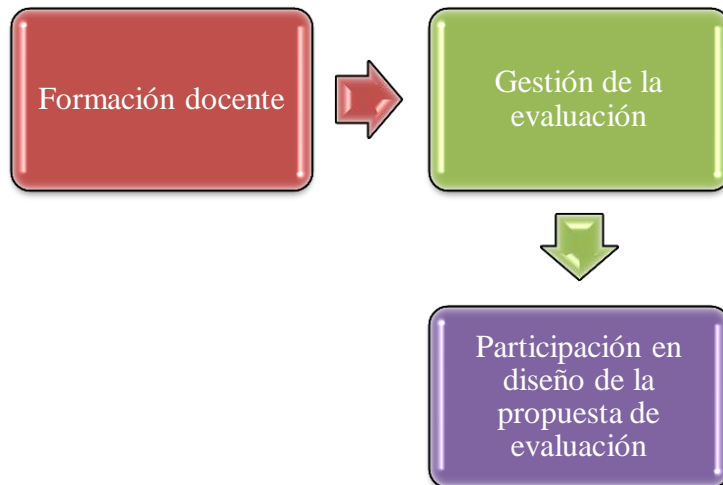 Formación docente
Gestión de la
evaluación
Participación en
diseño de la
propuesta de
evaluación